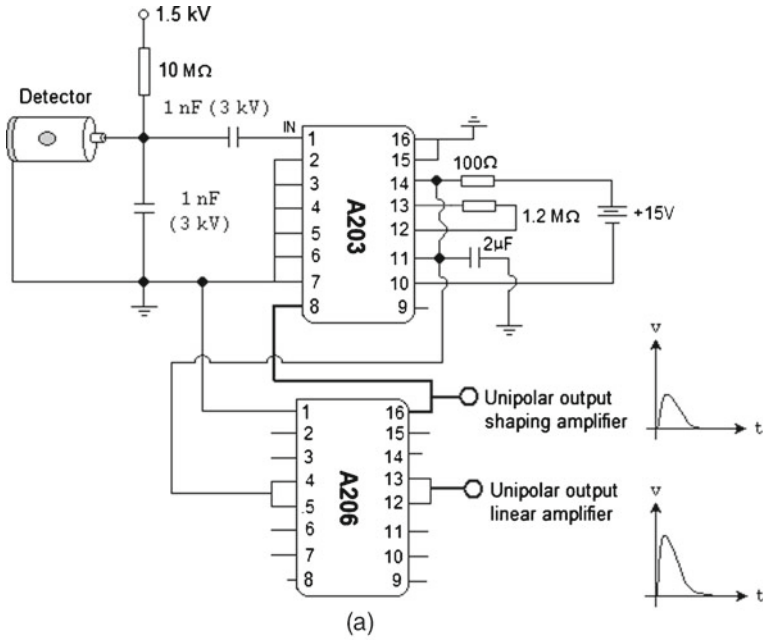 1.5 kV
10 MΩ
Detector
1 nF (3 kV)
IN
1 nF
(3 kV)
A203
1
2
3
4
5
6
7
8
16
15
14
13
12
11
10
9
100Ω
1.2 MΩ
2µF
+15V
A206
1
2
3
4
.5
6
7
8
16
15
14
13
12
11
10
9
Unipolar output
shaping amplifier
Unipolar output
linear amplifier
V
t
V
t
(a)